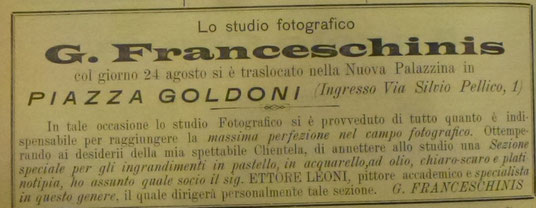 Lo studio fotografico
G. Franceschinis
col giorno 24 agosto si è traslocato nella Nuova Palazzina in
PIAZZA GOLDONI (Ingresso Via Silvio Pellico, 1)
In tale occasione lo studio Fotografico si è provveduto di tutto quanto è indi-
spensabile per raggiungere la massima perfezione nel campo fotografico. Ottempe-
rando ai desiderii della mia spettabile Clientela, di annettere allo studio una Sezione
speciale per gli ingrandimenti in pastello, in acquarello, ad olio, chiaro-scuro e plati
notipia, ho assunto quale socio il sig. ETTORE LEONI, pittore accademico e specialista
in questo genere, il quale dirigerà personalmente tale sezione. G. FRANCESCHINIS